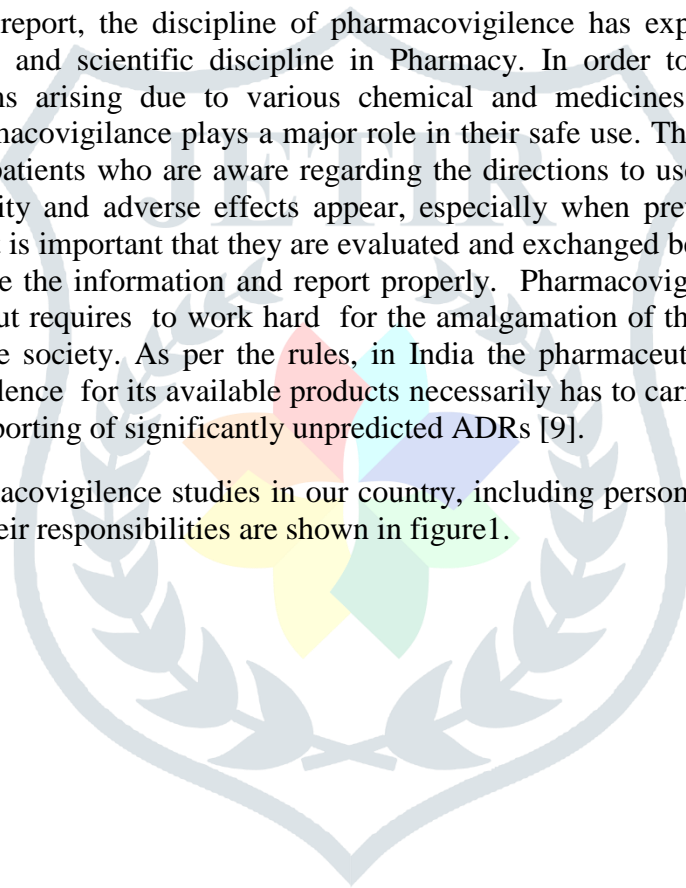 report, the discipline of pharmacovigilence has exp
and scientific discipline in Pharmacy. In order to
ns arising due to various chemical and medicines
macovigilance plays a major role in their safe use. Th
patients who are aware regarding the directions to use
ity and adverse effects appear, especially when pre
is important that they are evaluated and exchanged b
e the information and report properly. Pharmacovig
ut requires to work hard for the amalgamation of th
e society. As per the rules, in India the pharmaceut
lence for its available products necessarily has to car
porting of significantly unpredicted ADRs [9].
acovigilence studies in our country, including person
eir responsibilities are shown in figure1.
JETIR